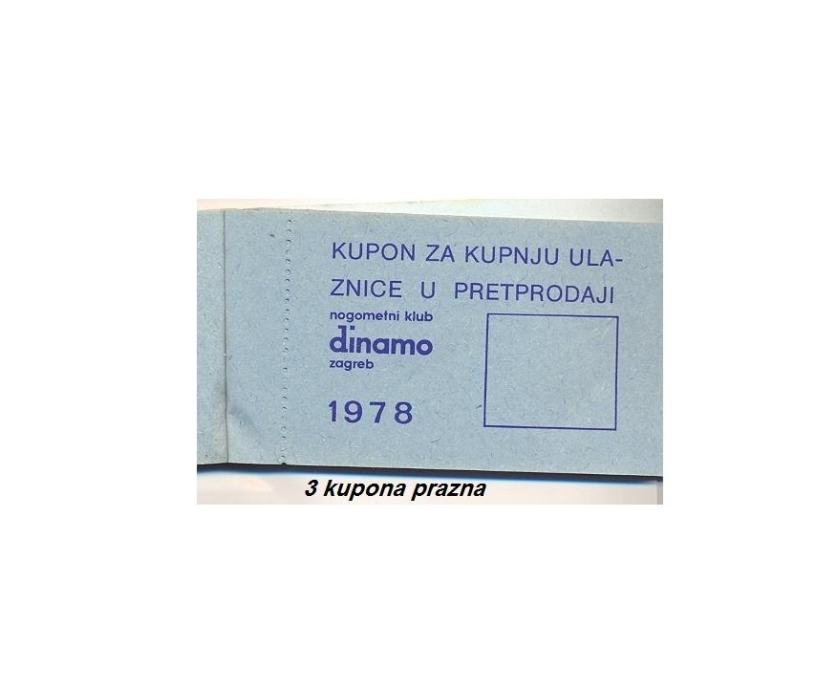 KUPON ZA KUPNJU ULA-
ZNICE U PRETPRODAJI
nogometni klub
dinamo
zagreb
1978
3 kupona prazna